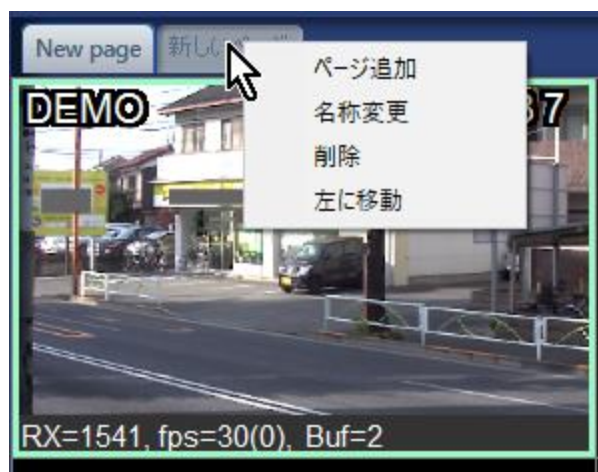 New page
ページ追加
DEMO
名称変更
削除
左に移動
RX=1541, fps=30(0), Buf=2